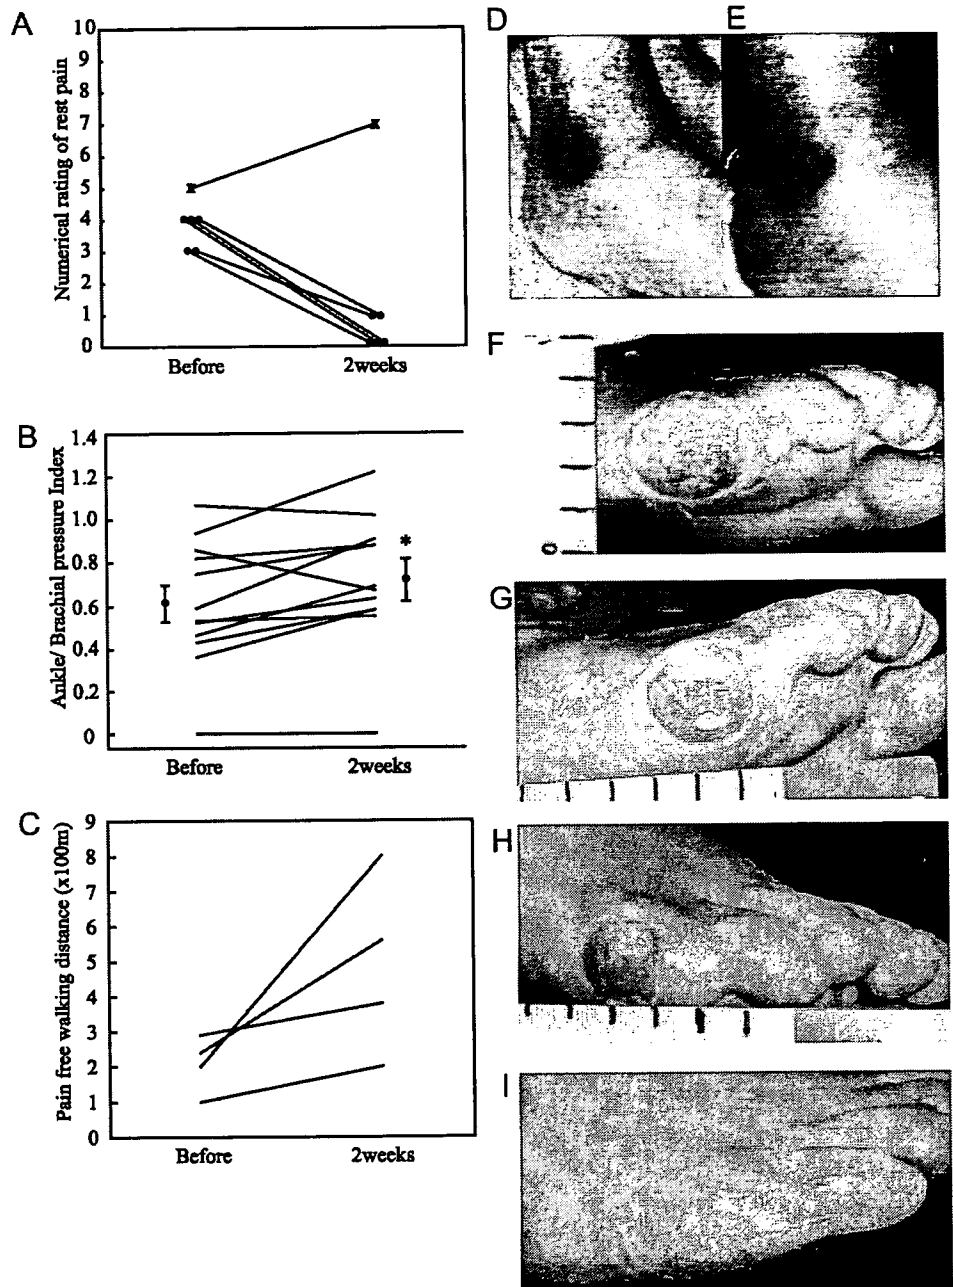 A
Numerical rating of rest pain
10
9
8
7
6
5
4
3
2
1
0
Before
2weeks
B
Ankle/ Brachial pressure Index
1.4
1.2
1.0
0.8
0.6
0.4
0.2
0
*
Before
2weeks
C
Pain free walking distance (x100m)
9
8
7
6
5
4
3
2
1
0
Before
2weeks
D
E
F
0
G
H
I